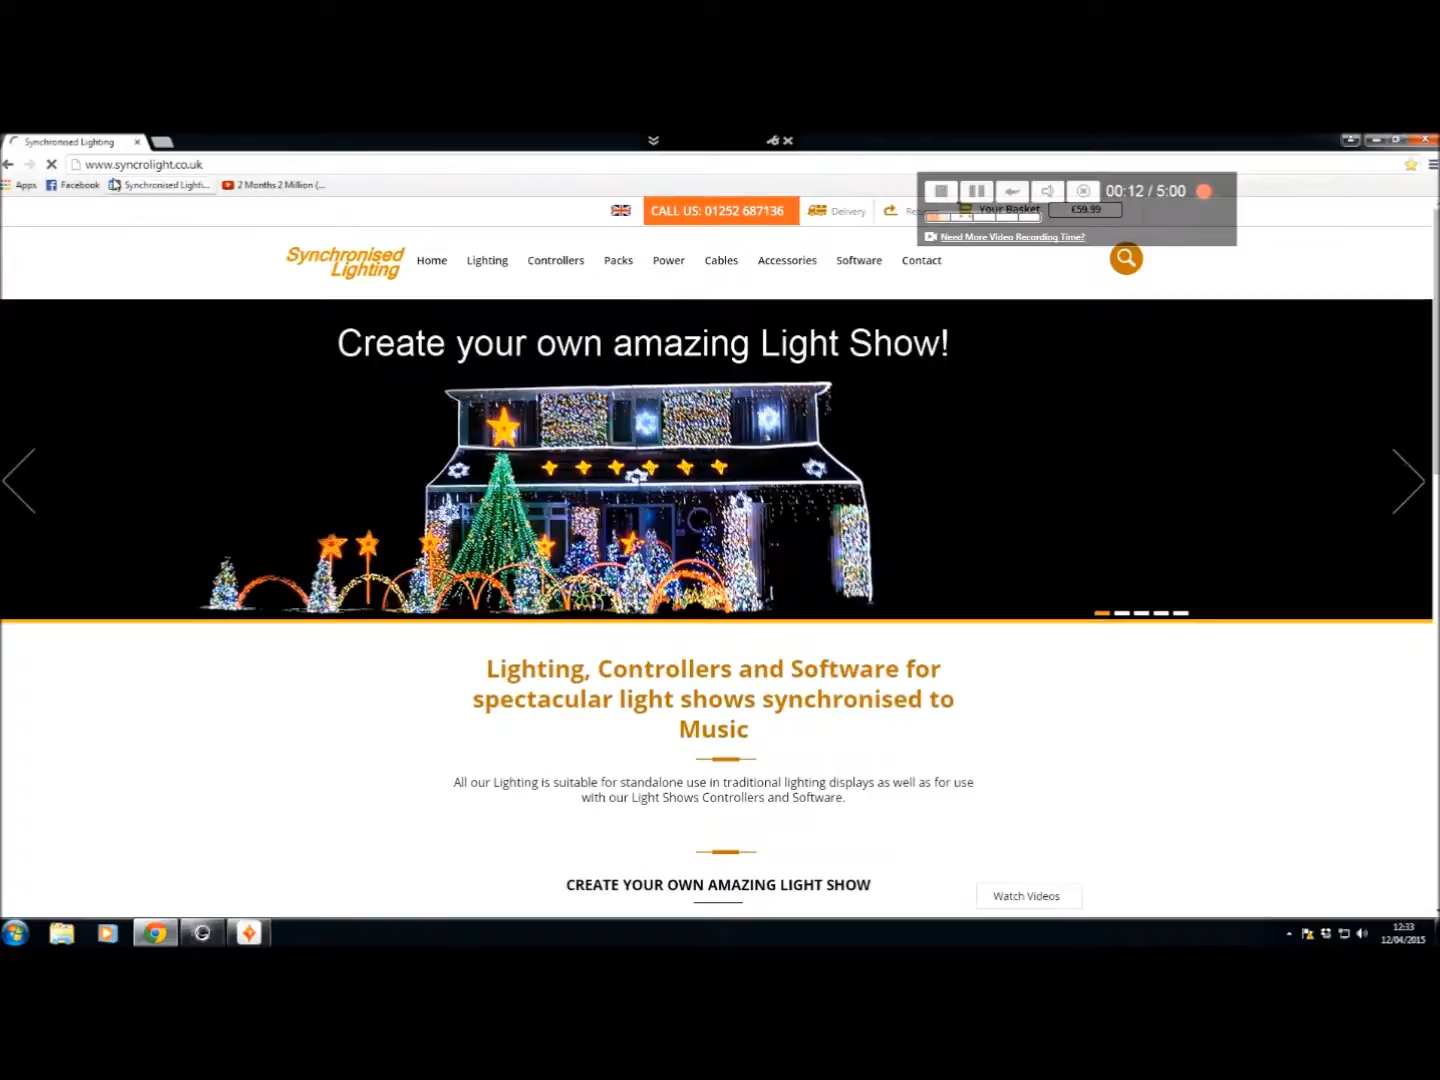 Synchronised Lighting
www.syncrolight.co.uk
Apps Facebook Synchronised Lighti... 2 Months 2 Million (...
00:12 / 5:00
CALL US: 01252 687136 Delivery Your Basket £59.99
Need More Video Recording Time?
Synchronised
Lighting
Home Lighting Controllers Packs Power Cables Accessories Software Contact
Create your own amazing Light Show!
Lighting, Controllers and Software for
spectacular light shows synchronised to
Music
All our Lighting is suitable for standalone use in traditional lighting displays as well as for use
with our Light Shows Controllers and Software.
CREATE YOUR OWN AMAZING LIGHT SHOW
Watch Videos
12:33
12/04/2015